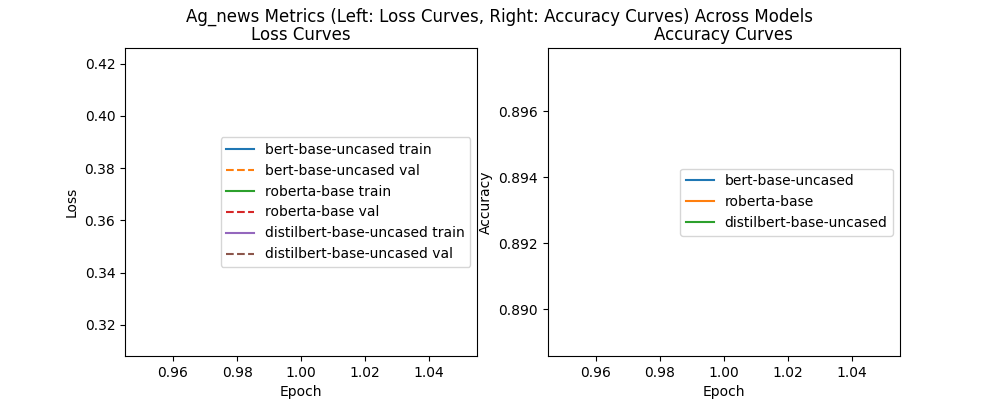 Ag_news Metrics (Left: Loss Curves, Right: Accuracy Curves) Across Models
Loss Curves
0.42
0.40
0.38
0.36
0.34
0.32
Loss
bert-base-uncased train
bert-base-uncased val
roberta-base train
roberta-base val
distilbert-base-uncased train
distilbert-base-uncased val
0.96 0.98 1.00 1.02 1.04
Epoch
Accuracy Curves
0.896
0.894
0.892
0.890
Accuracy
bert-base-uncased
roberta-base
distilbert-base-uncased
0.96 0.98 1.00 1.02 1.04
Epoch